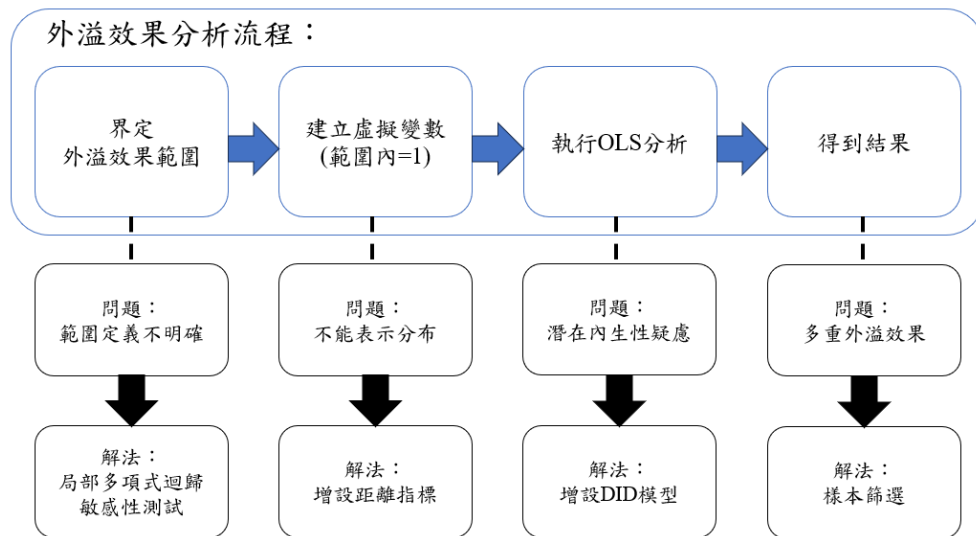 外溢效果分析流程：
界定
外溢效果範圍
建立虛擬變數
(範圍內=1)
執行OLS分析
得到結果
問題：
範圍定義不明確
問題：
不能表示分布
問題：
潛在內生性疑慮
問題：
多重外溢效果
解法：
局部多項式迴歸
敏感性測試
解法：
增設距離指標
解法：
增設DID模型
解法：
樣本篩選